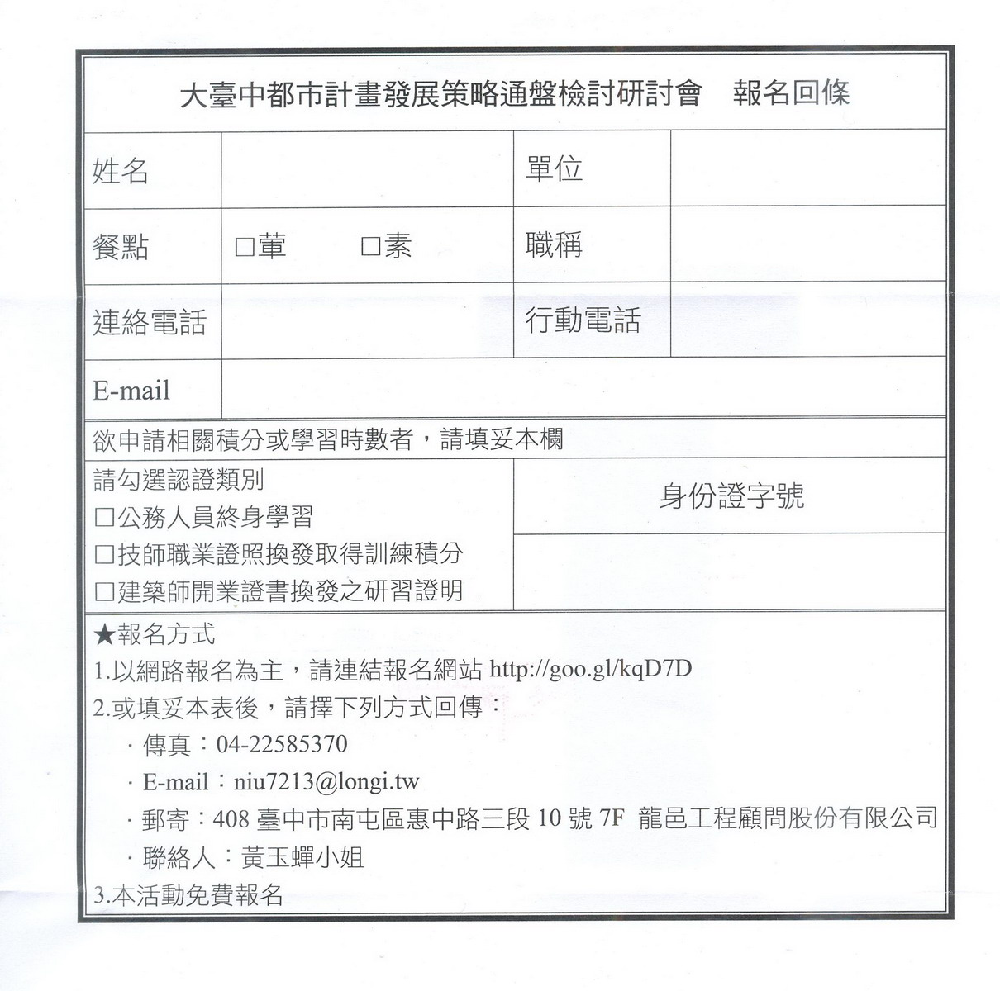 大臺中都市計畫發展策略通盤檢討研討會　報名回條
姓名　單位
餐點　□葷　□素　職稱
連絡電話　行動電話
E-mail
欲申請相關積分或學習時數者，請填妥本欄
請勾選認證類別　身份證字號
□公務人員終身學習
□技師職業證照換發取得訓練積分
□建築師開業證書換發之研習證明
★報名方式
1.以網路報名為主，請連結報名網站 http://goo.gl/kqD7D
2.或填妥本表後，請擇下列方式回傳：
．傳真：04-22585370
．E-mail：niu7213@longi.tw
．郵寄：408 臺中市南屯區惠中路三段 10 號 7F 龍邑工程顧問股份有限公司
．聯絡人：黃玉蟬小姐
3.本活動免費報名